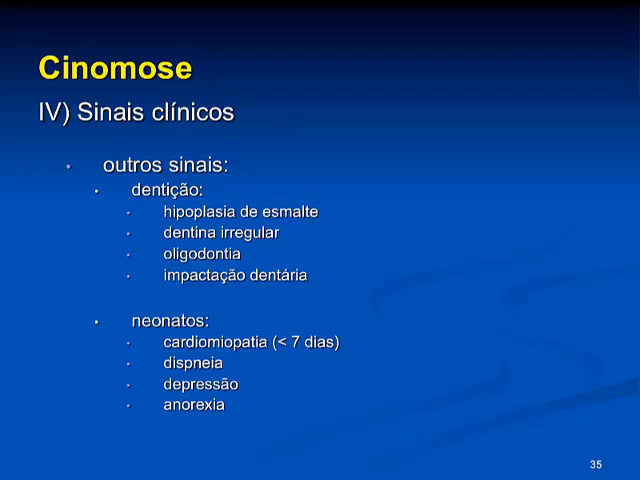 Cinomose
IV) Sinais clínicos
• outros sinais:
• dentição:
• hipoplasia de esmalte
• dentina irregular
• oligodontia
• impactação dentária
• neonatos:
• cardiomiopatia (< 7 dias)
• dispneia
• depressão
• anorexia
35